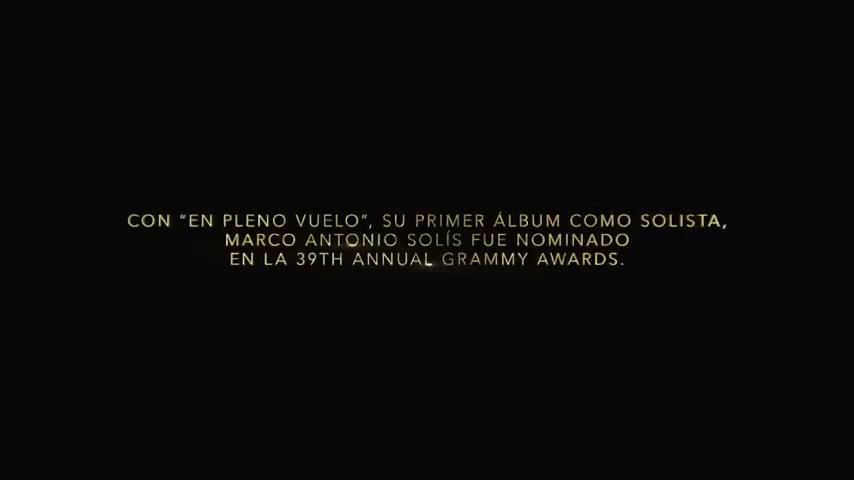 CON “EN PLENO VUELO”, SU PRIMER ÁLBUM COMO SOLISTA,
MARCO ANTONIO SOLÍS FUE NOMINADO
EN LA 39TH ANNUAL GRAMMY AWARDS.